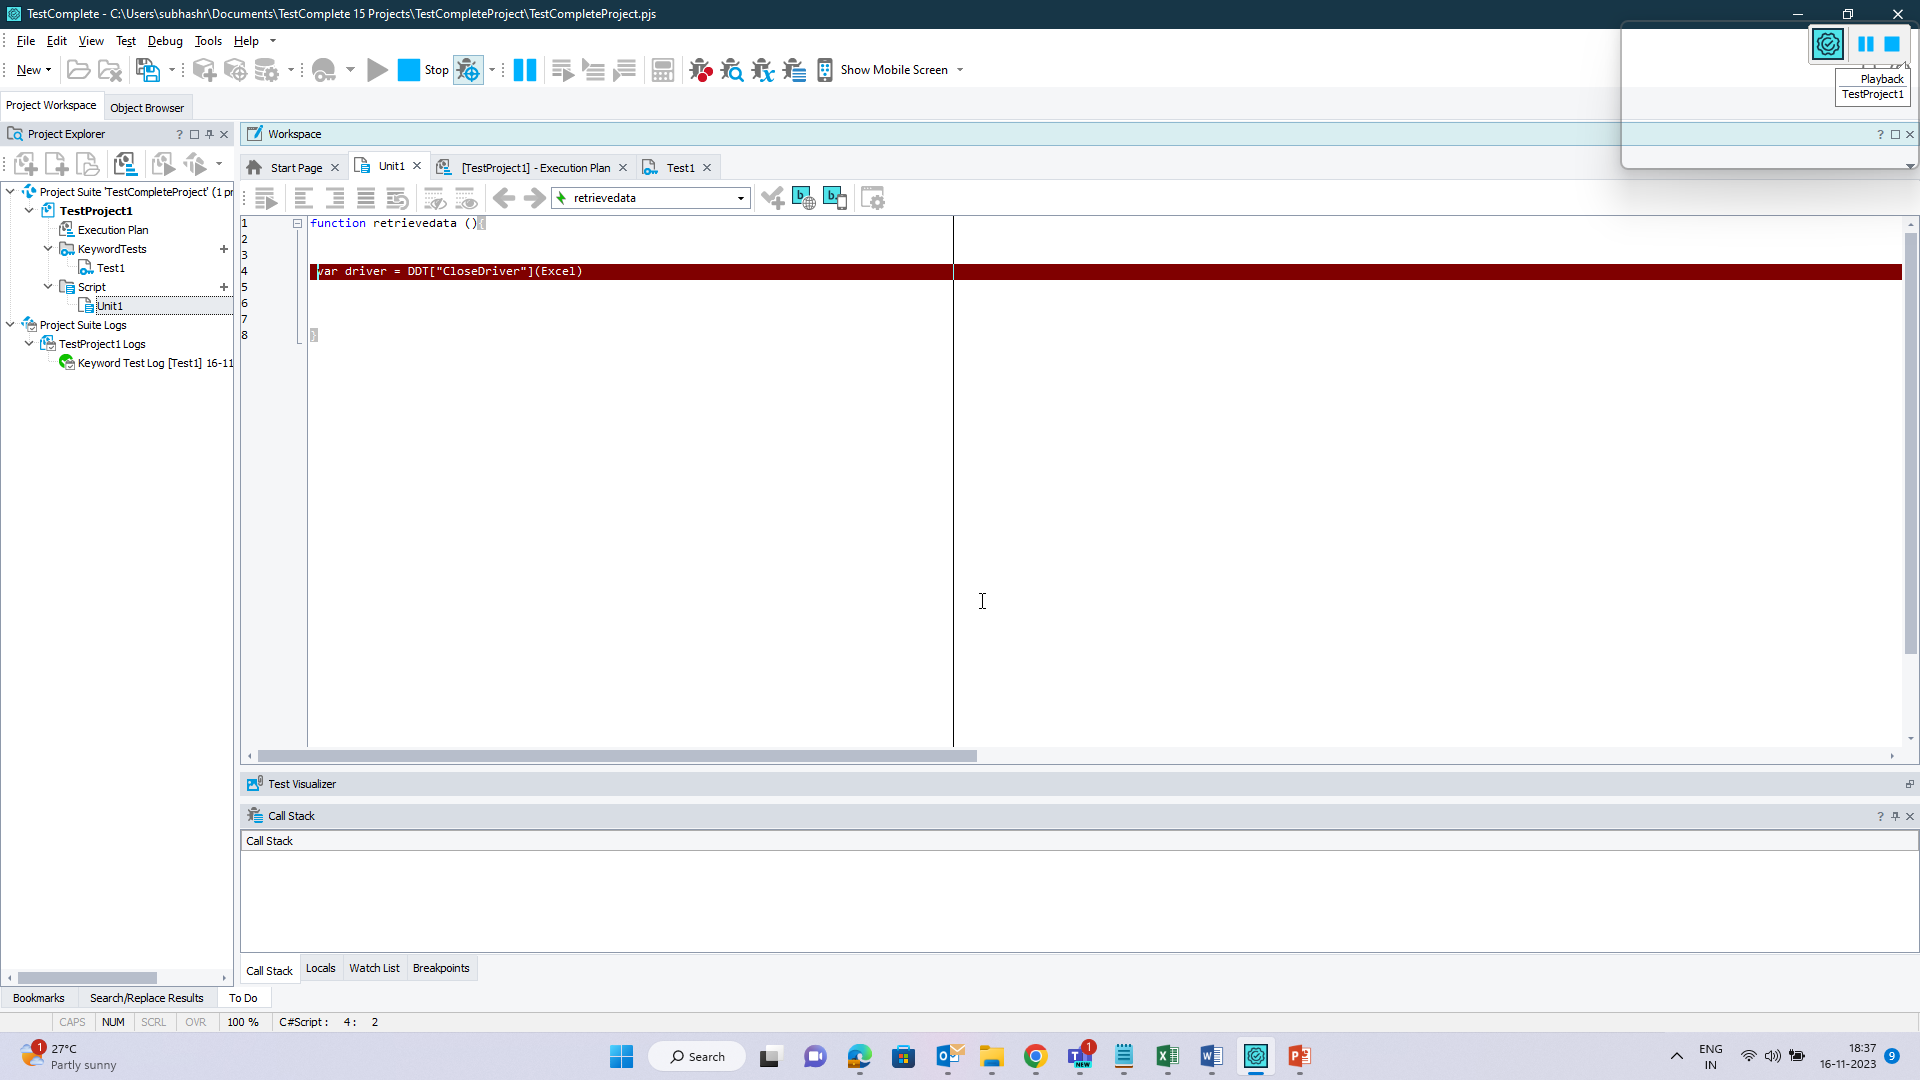 TestComplete - C:\Users\subhashr\Documents\TestComplete 15 Projects\TestCompleteProject\TestCompleteProject.pjs
File Edit View Test Debug Tools Help
New Stop Show Mobile Screen
Playback
TestProject1
Project Workspace Object Browser
Project Explorer
Workspace
Start Page Unit1 [TestProject1] - Execution Plan Test1
retrievedata
Project Suite 'TestCompleteProject' (1 pr
TestProject1
Execution Plan
KeywordTests
Test1
Script
Unit1
Project Suite Logs
TestProject1 Logs
Keyword Test Log [Test1] 16-11
1 function retrievedata (){
2
3
4 var driver = DDT["CloseDriver"](Excel)
5
6
7
8 }
Test Visualizer
Call Stack
Call Stack
Call Stack Locals Watch List Breakpoints
Bookmarks Search/Replace Results To Do
CAPS NUM SCRL OVR 100 % C#Script : 4 : 2
1 27°C
Partly sunny
Search
1
NEW
ENG
IN
18:37
16-11-2023
9